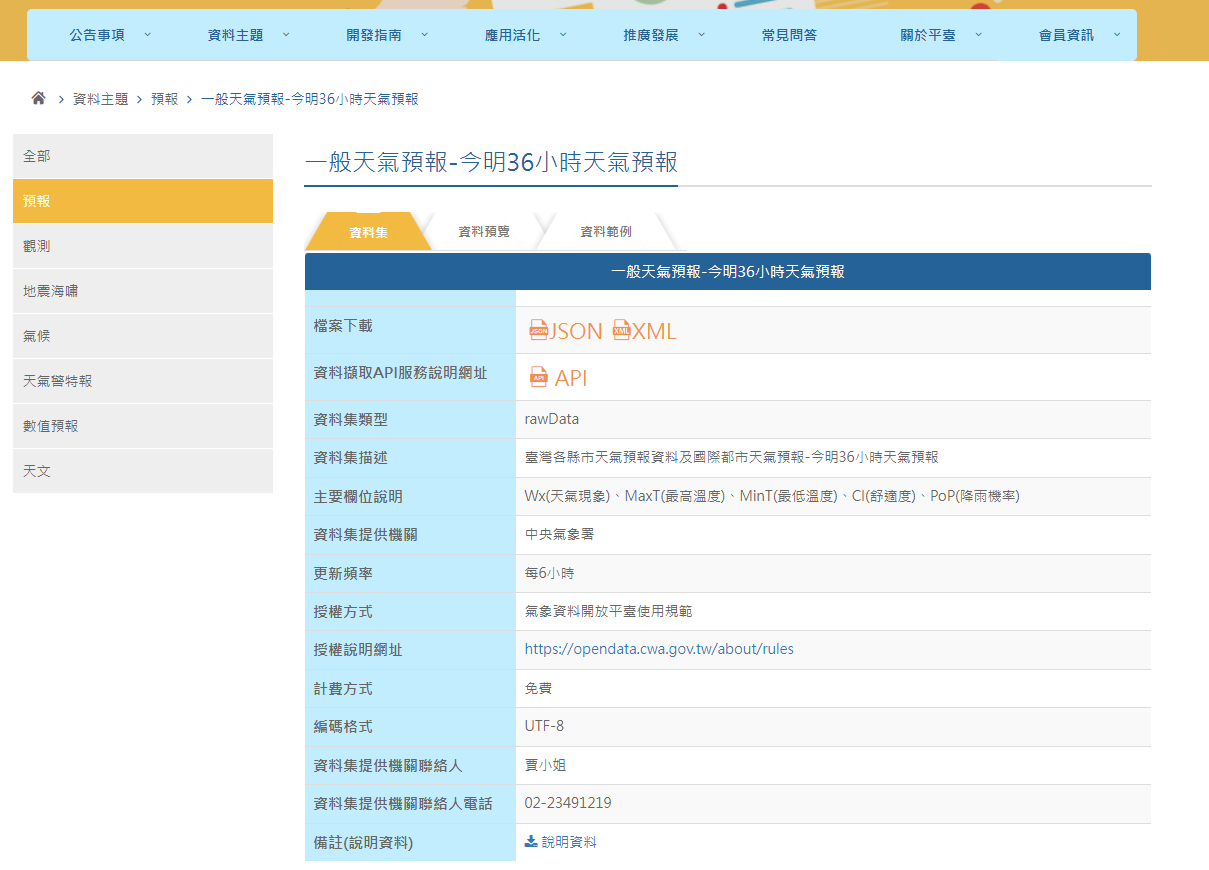 公告事項 資料主題 開發指南 應用活化 推廣發展 常見問答 關於平臺 會員資訊
資料主題 > 預報 > 一般天氣預報-今明36小時天氣預報
全部
預報
觀測
地震海嘯
氣候
天氣警特報
數值預報
天文
一般天氣預報-今明36小時天氣預報
資料集 資料預覽 資料範例
一般天氣預報-今明36小時天氣預報
檔案下載 JSON JSON XML XML
資料擷取API服務說明網址 API API
資料集類型 rawData
資料集描述 臺灣各縣市天氣預報資料及國際都市天氣預報-今明36小時天氣預報
主要欄位說明 Wx(天氣現象)、MaxT(最高溫度)、MinT(最低溫度)、CI(舒適度)、PoP(降雨機率)
資料集提供機關 中央氣象署
更新頻率 每6小時
授權方式 氣象資料開放平臺使用規範
授權說明網址 https://opendata.cwa.gov.tw/about/rules
計費方式 免費
編碼格式 UTF-8
資料集提供機關聯絡人 賈小姐
資料集提供機關聯絡人電話 02-23491219
備註(說明資料) 說明資料